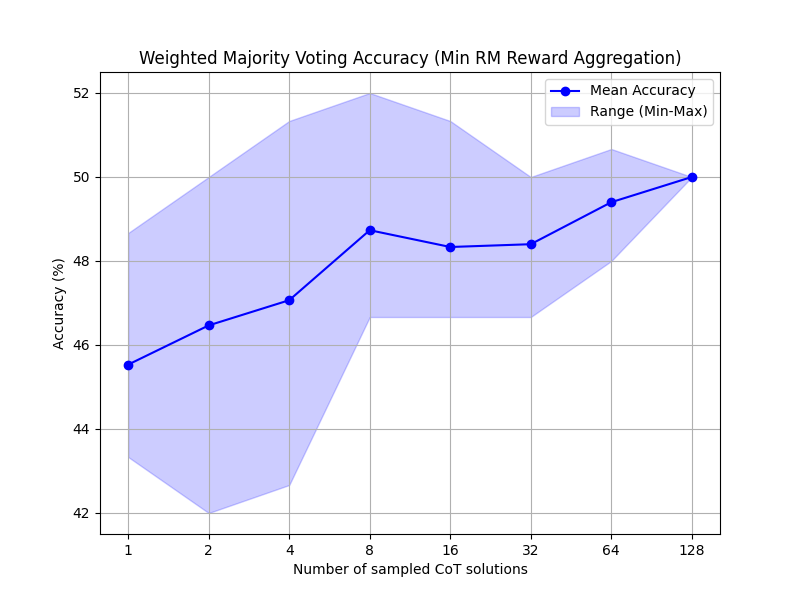 Weighted Majority Voting Accuracy (Min RM Reward Aggregation)
Mean Accuracy
Range (Min-Max)
Accuracy (%)
52
50
48
46
44
42
1 2 4 8 16 32 64 128
Number of sampled CoT solutions